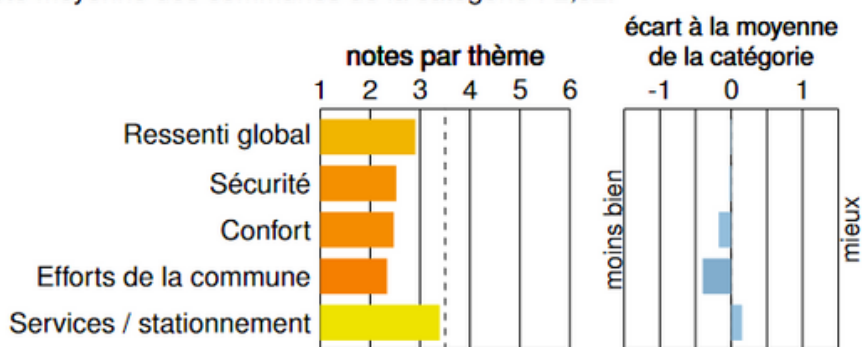 écart à la moyenne
notes par thème de la catégorie
1 2 3 4 5 6 -1 0 1
Ressenti global
Sécurité
Confort
Efforts de la commune
Services / stationnement
moins bien
mieux